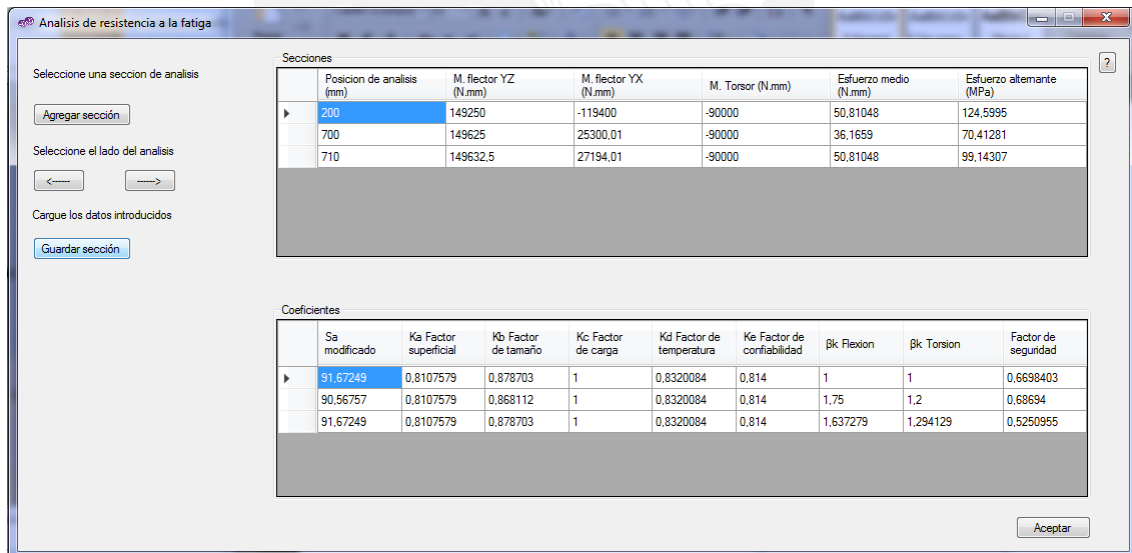 Analisis de resistencia a la fatiga
Seleccione una seccion de analisis
Agregar sección
Seleccione el lado del analisis
<------ ------>
Cargue los datos introducidos
Guardar sección
Secciones
?
Posicion de analisis (mm) M. flector YZ (N.mm) M. flector YX (N.mm) M. Torsor (N.mm) Esfuerzo medio (N.mm) Esfuerzo alternante (MPa)
200 149250 -119400 -90000 50,81048 124,5995
700 149625 25300,01 -90000 36,1659 70,41281
710 149632,5 27194,01 -90000 50,81048 99,14307
Coeficientes
Sa modificado Ka Factor superficial Kb Factor de tamaño Kc Factor de carga Kd Factor de temperatura Ke Factor de confiabilidad βk Flexion βk Torsion Factor de seguridad
91,67249 0,8107579 0,878703 1 0,8320084 0,814 1 1 0,6698403
90,56757 0,8107579 0,868112 1 0,8320084 0,814 1,75 1,2 0,68694
91,67249 0,8107579 0,878703 1 0,8320084 0,814 1,637279 1,294129 0,5250955
Aceptar